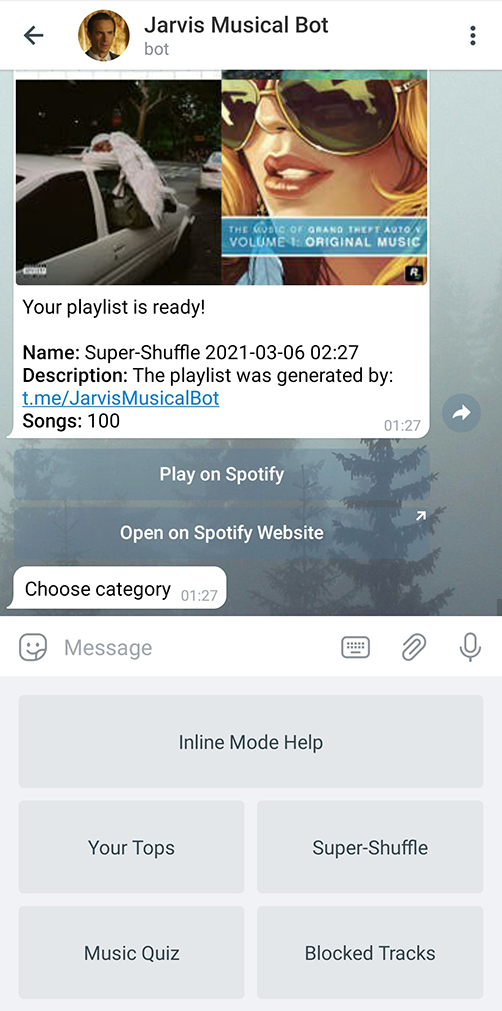 Jarvis Musical Bot
bot
THE MUSIC OF GRAND THEFT AUTO V
VOLUME 1: ORIGINAL MUSIC
R
Your playlist is ready!
Name: Super-Shuffle 2021-03-06 02:27
Description: The playlist was generated by:
t.me/JarvisMusicalBot
Songs: 100
01:27
Play on Spotify
Open on Spotify Website
Choose category 01:27
Message
Inline Mode Help
Your Tops
Super-Shuffle
Music Quiz
Blocked Tracks